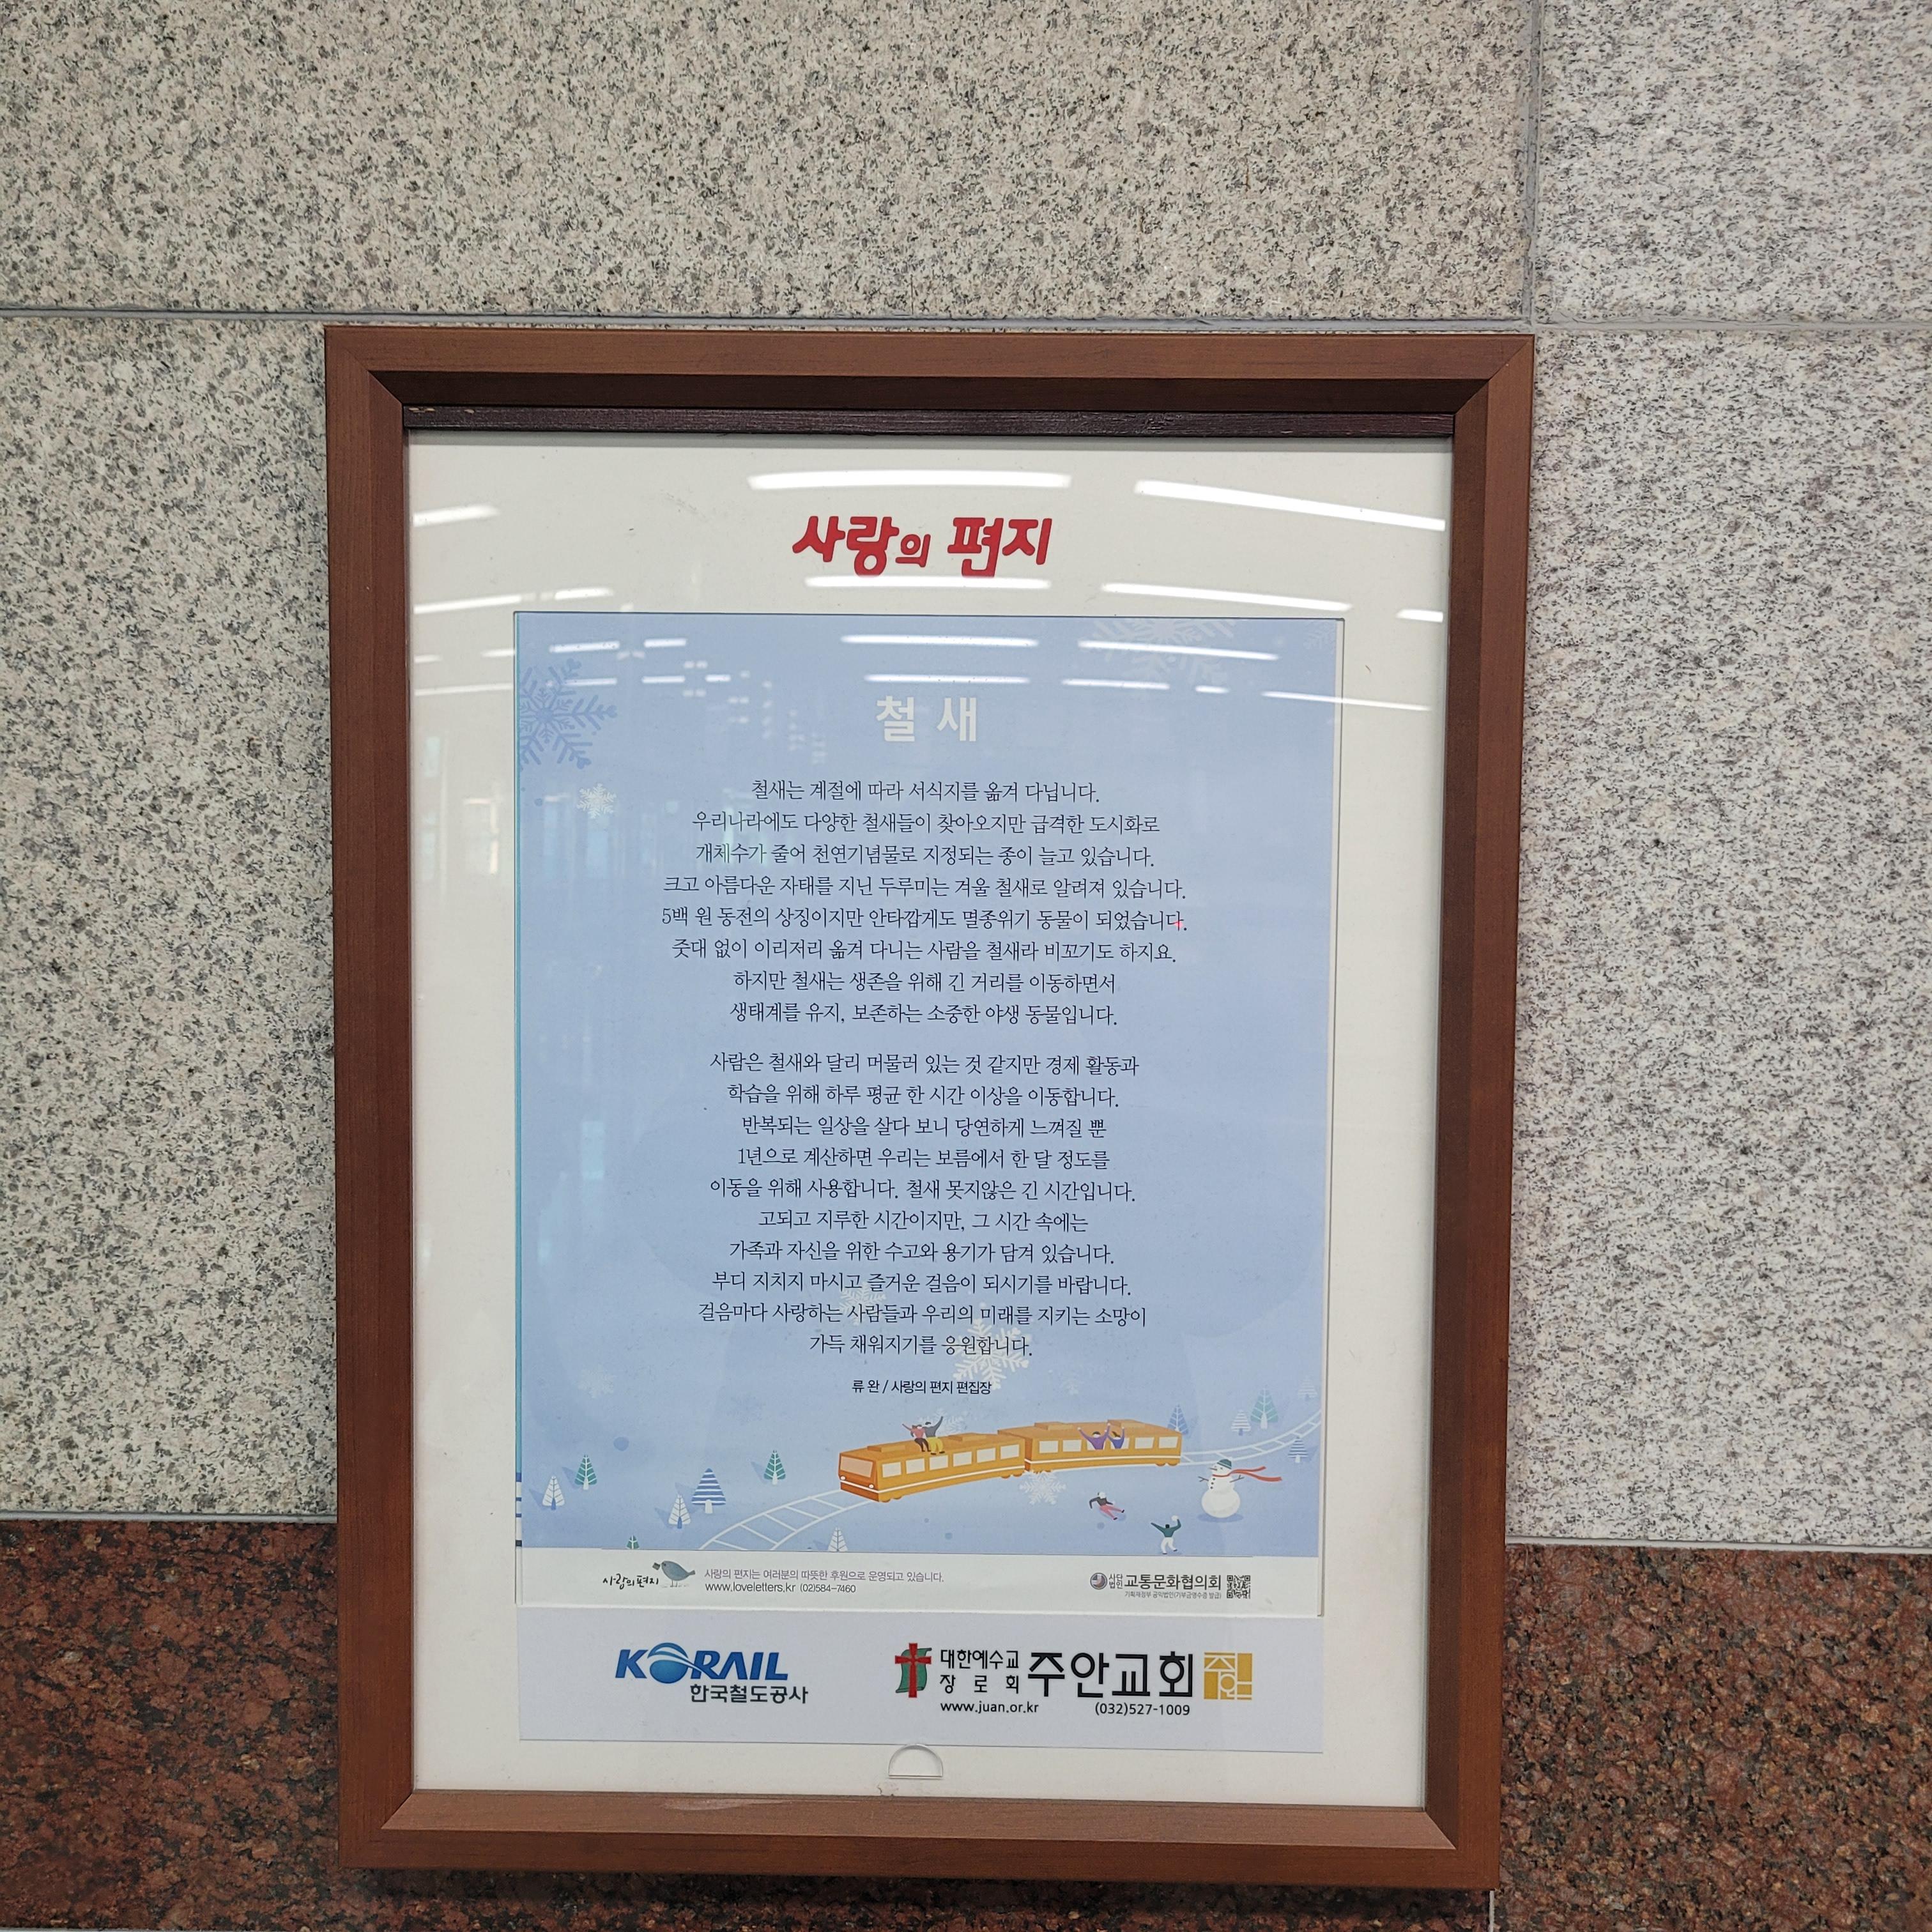 사랑의 편지
철새
철새는 계절에 따라 서식지를 옮겨 다닙니다.
우리나라에도 다양한 철새들이 찾아오지만 급격한 도시화로
개체수가 줄어 천연기념물로 지정되는 종이 늘고 있습니다.
크고 아름다운 자태를 지닌 두루미는 겨울 철새로 알려져 있습니다.
5백 원 동전의 상징이지만 안타깝게도 멸종위기 동물이 되었습니다.
줏대 없이 이리저리 옮겨 다니는 사람을 철새라 비꼬기도 하지요.
하지만 철새는 생존을 위해 긴 거리를 이동하면서
생태계를 유지, 보존하는 소중한 야생 동물입니다.
사람은 철새와 달리 머물러 있는 것 같지만 경제 활동과
학습을 위해 하루 평균 한 시간 이상을 이동합니다.
반복되는 일상을 살다 보니 당연하게 느껴질 뿐
1년으로 계산하면 우리는 보름에서 한 달 정도를
이동을 위해 사용합니다. 철새 못지않은 긴 시간입니다.
고되고 지루한 시간이지만, 그 시간 속에는
가족과 자신을 위한 수고와 용기가 담겨 있습니다.
부디 지치지 마시고 즐거운 걸음이 되시기를 바랍니다.
걸음마다 사랑하는 사람들과 우리의 미래를 지키는 소망이
가득 채워지기를 응원합니다.
류 완 / 사랑의 편지 편집장
사랑의 편지 사랑의 편지는 여러분의 따뜻한 후원으로 운영되고 있습니다.
www.loveletters.kr (02)584-7460
사단법인 교통문화협의회
기획재정부 공익법인(기부금영수증 발급)
KORAIL
한국철도공사
대한예수교
장로회 주안교회 주안
www.juan.or.kr (032)527-1009